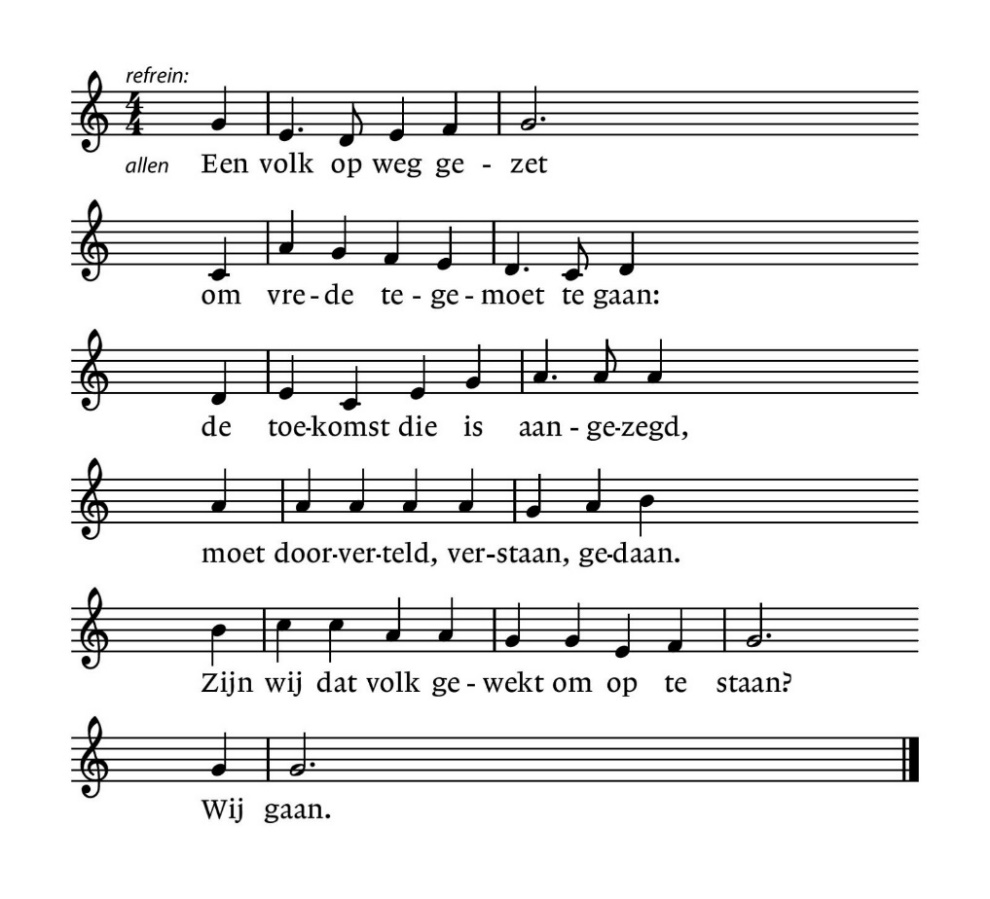 refrein:
4
4
allen Een volk op weg ge - zet
om vre - de te - ge - moet te gaan:
de toe-komst die is aan - ge-zegd,
moet door-ver-teld, ver-staan, ge-daan.
Zijn wij dat volk ge - wekt om op te staan?
Wij gaan.